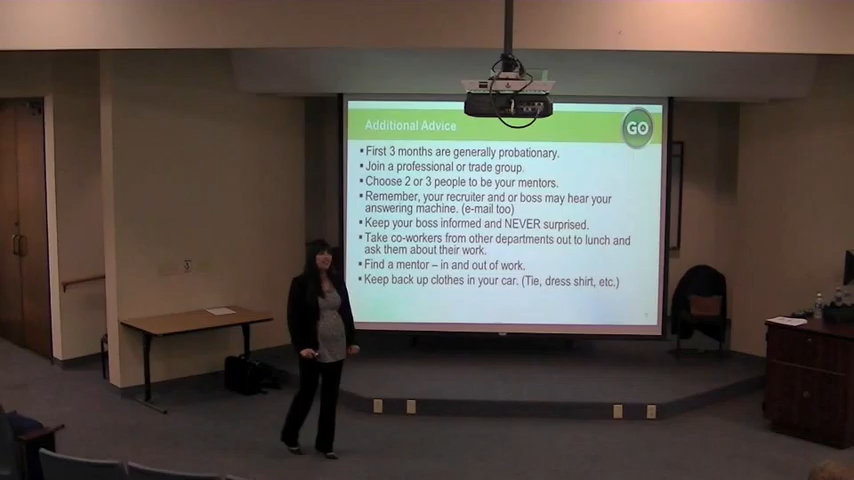 Additional Advice
GO
▪ First 3 months are generally probationary.
▪ Join a professional or trade group.
▪ Choose 2 or 3 people to be your mentors.
▪ Remember, your recruiter and or boss may hear your
answering machine. (e-mail too)
▪ Keep your boss informed and NEVER surprised.
▪ Take co-workers from other departments out to lunch and
ask them about their work.
▪ Find a mentor – in and out of work.
▪ Keep back up clothes in your car. (Tie, dress shirt, etc.)